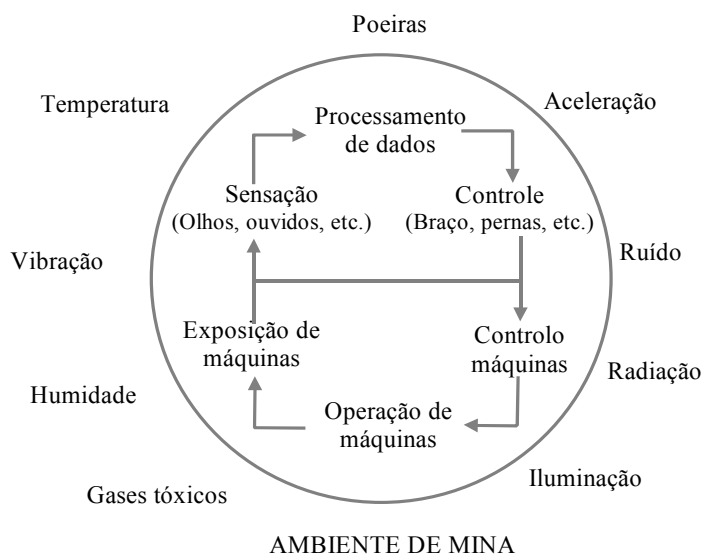 Poeiras
Temperatura
Aceleração
Processamento
de dados
Sensação
(Olhos, ouvidos, etc.)
Controle
(Braço, pernas, etc.)
Vibração
Ruído
Exposição de
máquinas
Controlo
máquinas
Radiação
Humidade
Operação de
máquinas
Iluminação
Gases tóxicos
AMBIENTE DE MINA